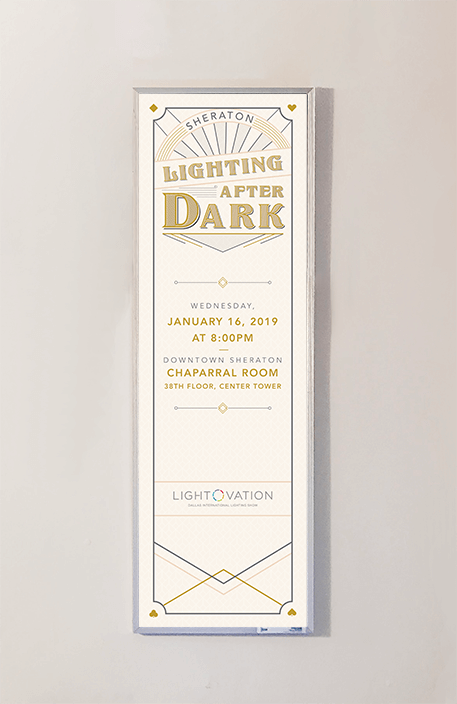 SHERATON
LIGHTING
AFTER
DARK
WEDNESDAY,
JANUARY 16, 2019
AT 8:00PM
DOWNTOWN SHERATON
CHAPARRAL ROOM
38TH FLOOR, CENTER TOWER
LIGHTOVATION
DALLAS INTERNATIONAL LIGHTING SHOW